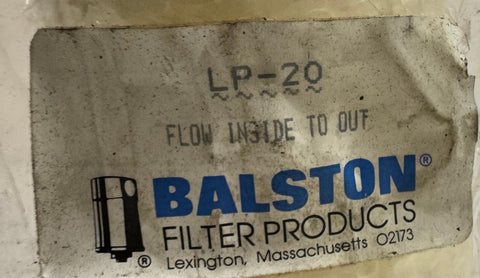 LP-20
FLOW INSIDE TO OUT
BALSTON®
FILTER PRODUCTS
® Lexington, Massachusetts 02173